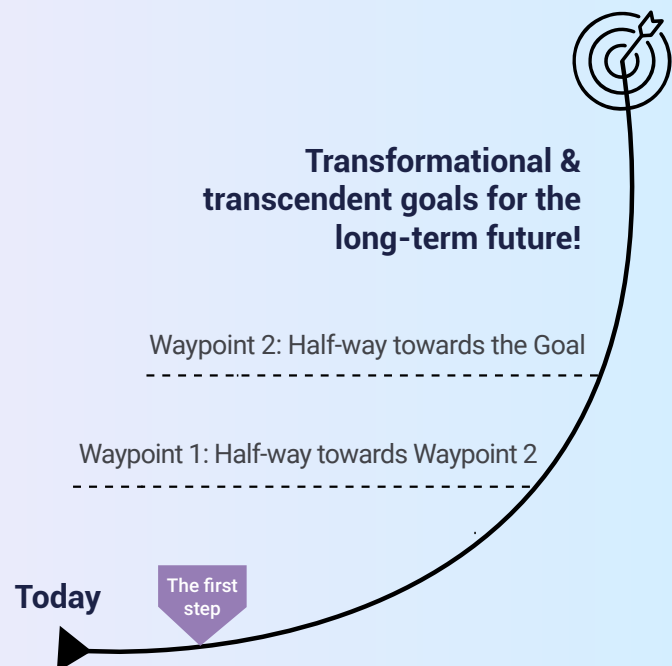 Transformational &
transcendent goals for the
long-term future!
Waypoint 2: Half-way towards the Goal
Waypoint 1: Half-way towards Waypoint 2
The first
step
Today